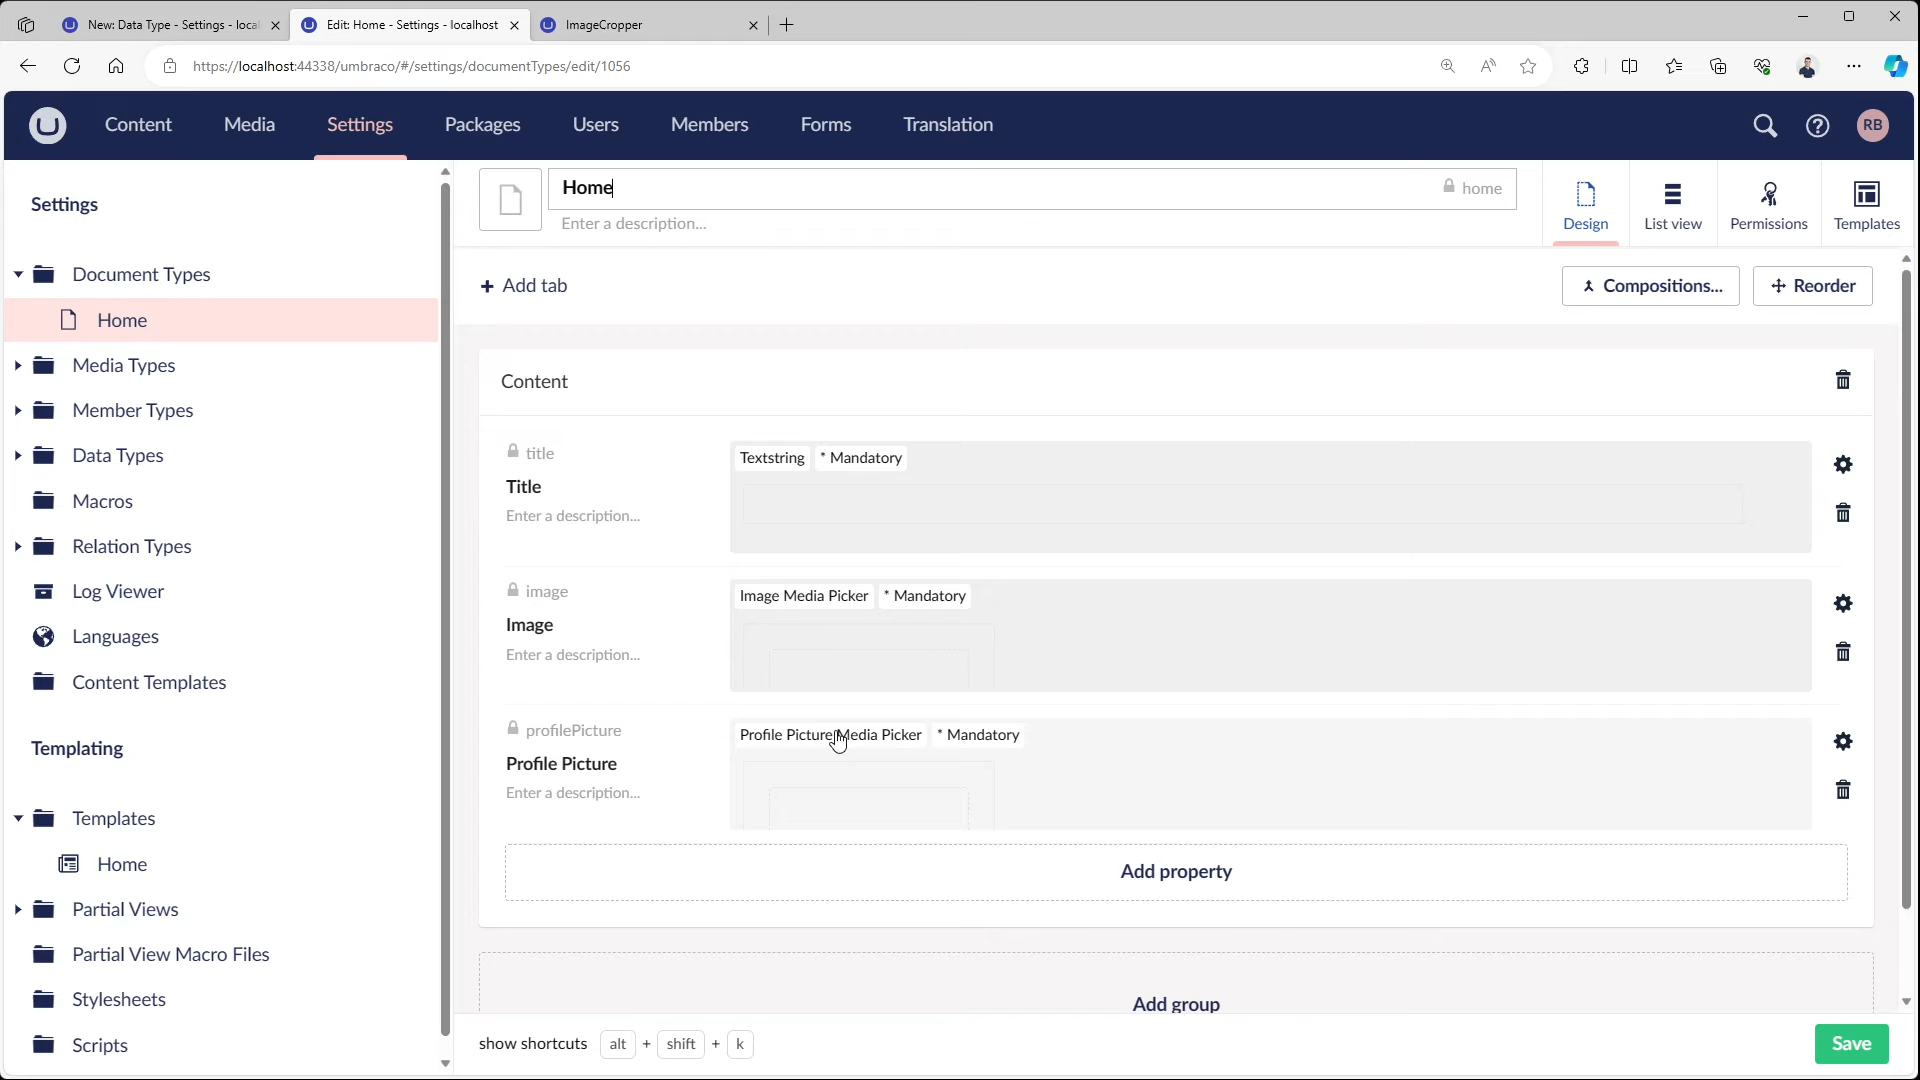 New: Data Type - Settings - local
Edit: Home - Settings - localhost
ImageCropper
https://localhost:44338/umbraco/#/settings/documentTypes/edit/1056
Content
Media
Settings
Packages
Users
Members
Forms
Translation
RB
Settings
Document Types
Home
Media Types
Member Types
Data Types
Macros
Relation Types
Log Viewer
Languages
Content Templates
Templating
Templates
Home
Partial Views
Partial View Macro Files
Stylesheets
Scripts
Home
home
Enter a description...
Design
List view
Permissions
Templates
+ Add tab
Compositions...
Reorder
Content
title
Title
Enter a description...
Textstring * Mandatory
image
Image
Enter a description...
Image Media Picker * Mandatory
profilePicture
Profile Picture
Enter a description...
Profile Picture Media Picker * Mandatory
Add property
Add group
show shortcuts alt + shift + k
Save